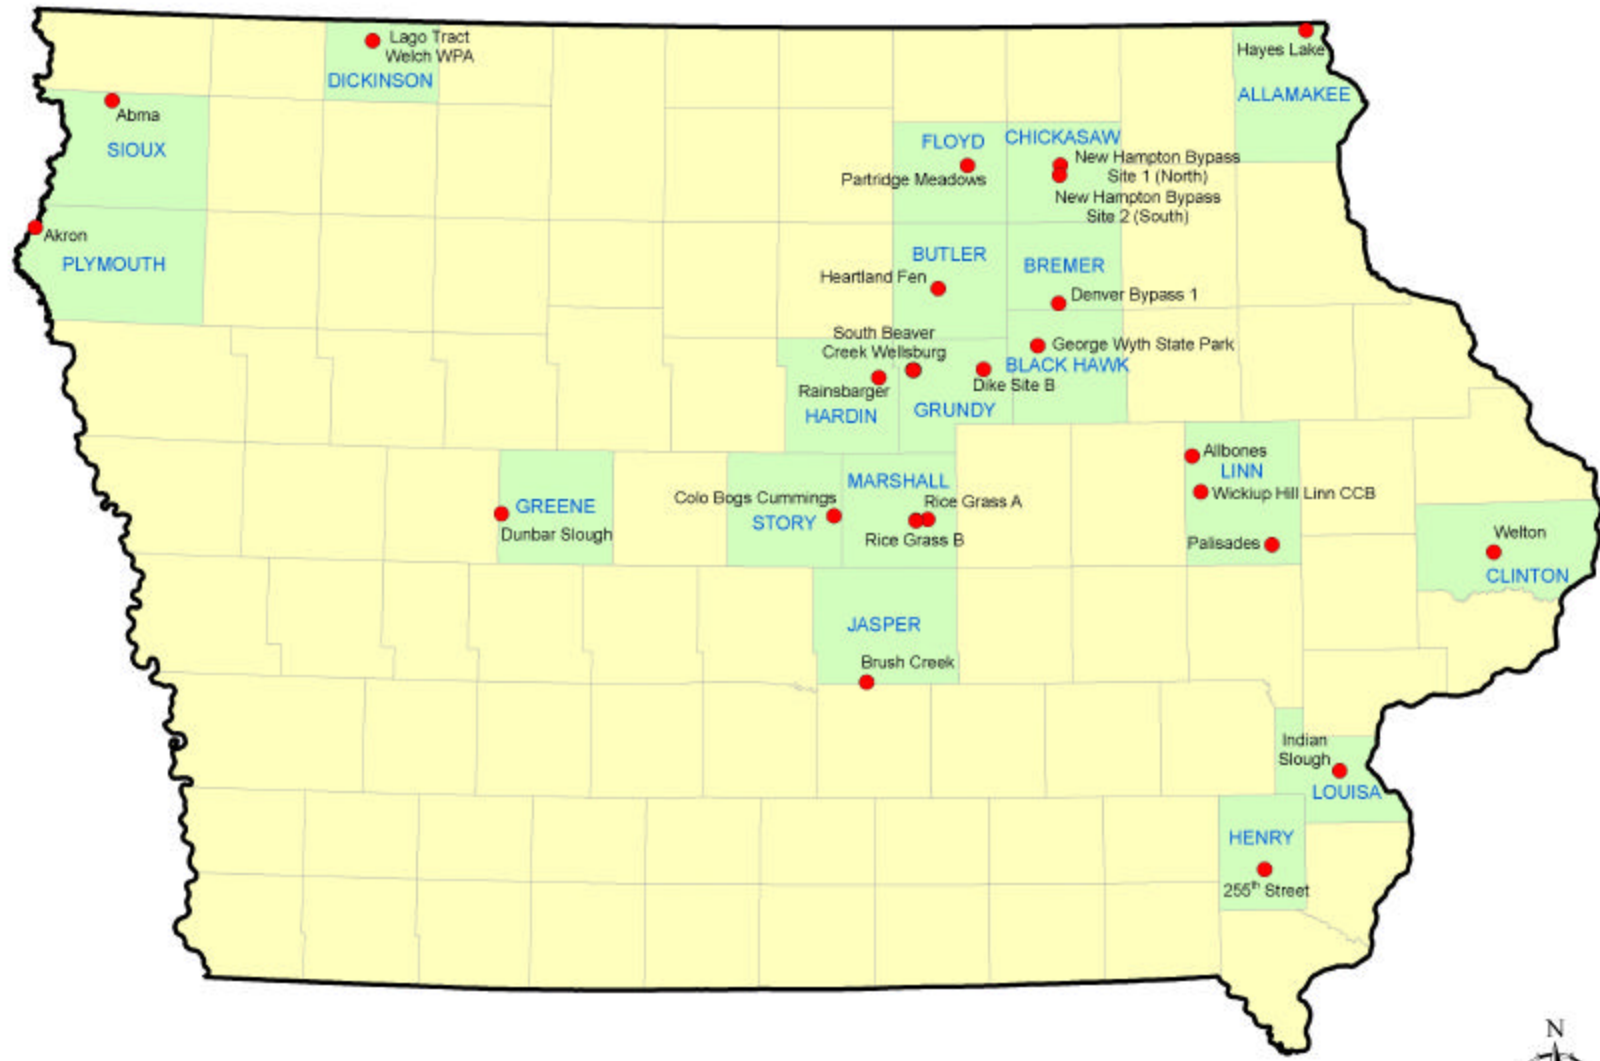 Lago Tract
Welch WPA
DICKINSON
Hayes Lake
ALLAMAKEE
Abma
SIOUX
FLOYD
CHICKASAW
Partridge Meadows
New Hampton Bypass
Site 1 (North)
New Hampton Bypass
Site 2 (South)
Akron
PLYMOUTH
BUTLER
BREMER
Heartland Fen
Denver Bypass 1
South Beaver
Creek Wellsburg
George Wyth State Park
BLACK HAWK
Rainsbarger
Dike Site B
HARDIN
GRUNDY
Allbones
LINN
Wickiup Hill Linn CCB
Palisades
MARSHALL
Rice Grass A
Rice Grass B
Colo Bogs Cummings
STORY
GREENE
Dunbar Slough
Welton
CLINTON
JASPER
Brush Creek
Indian
Slough
LOUISA
HENRY
255th Street
N